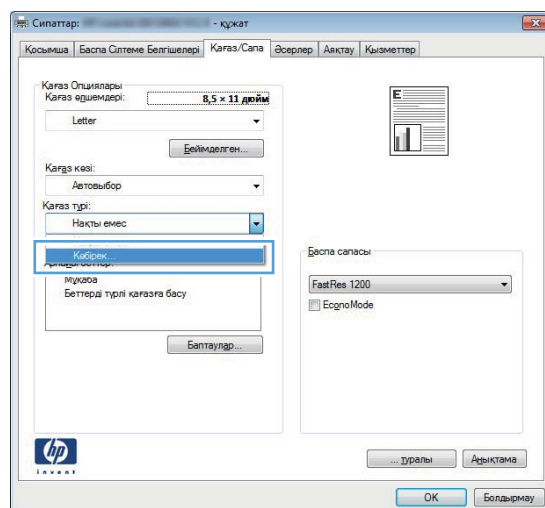 Сипаттар: - құжат
Қосымша Баспа Сілтеме Белгішелері Қағаз/Сапа Әсерлер Аяқтау Қызметтер
Қағаз Опциялары
Қағаз өлшемдері: 8,5 × 11 дюйм
Letter
Бейімделген...
Қағаз көзі:
Автовыбор
Қағаз түрі:
Нақты емес
Көбірек...
Мұқаба
Беттерді түрлі қағазға басу
Баптаулар...
E
Баспа сапасы
FastRes 1200
EconoMode
hp
invent
... туралы Анықтама
OK Болдырмау